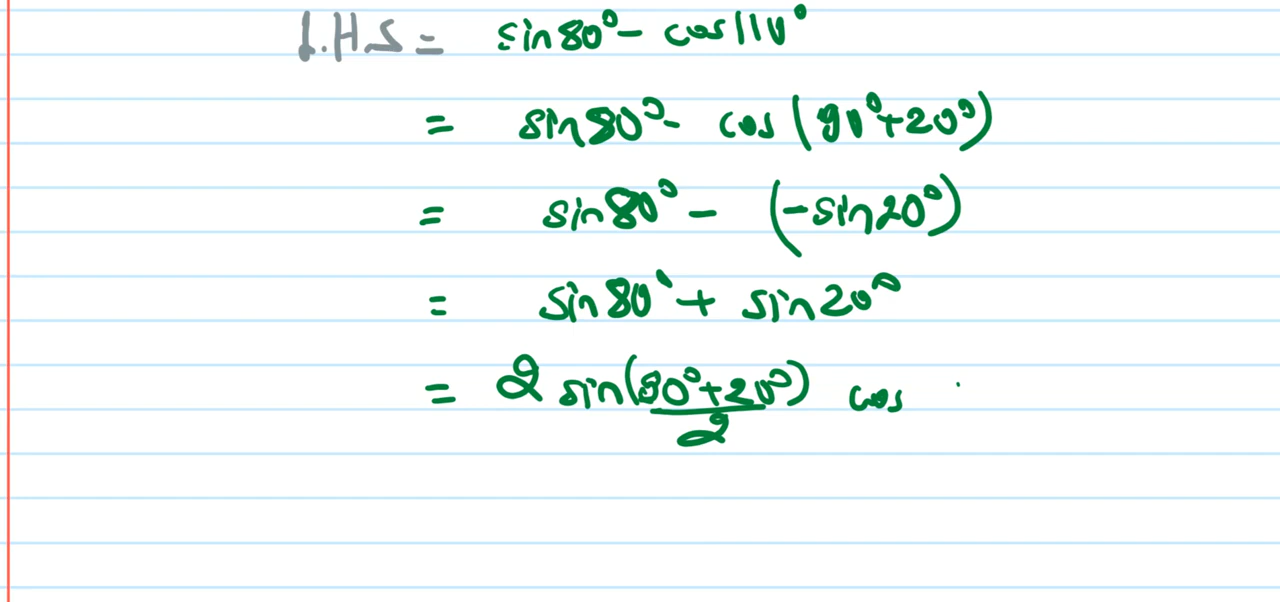 L.H.S = sin80° - cos110°
= sin80° - cos(90°+20°)
= sin80° - (-sin20°)
= sin80° + sin20°
= 2 sin(80°+20°) cos
2